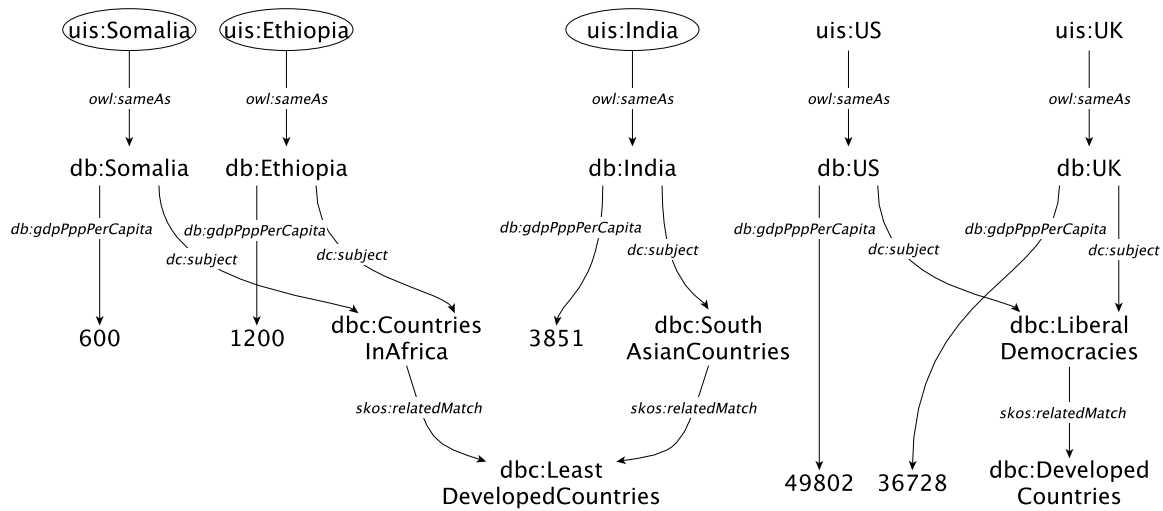 uis:Somalia
uis:Ethiopia
uis:India
uis:US
uis:UK
owl:sameAs
owl:sameAs
owl:sameAs
owl:sameAs
owl:sameAs
db:Somalia
db:Ethiopia
db:India
db:US
db:UK
db:gdpPppPerCapita
dc:subject
db:gdpPppPerCapita
dc:subject
db:gdpPppPerCapita
dc:subject
db:gdpPppPerCapita
dc:subject
db:gdpPppPerCapita
dc:subject
600
1200
dbc:Countries
InAfrica
3851
dbc:South
AsianCountries
dbc:Liberal
Democracies
skos:relatedMatch
skos:relatedMatch
skos:relatedMatch
dbc:Least
DevelopedCountries
49802
36728
dbc:Developed
Countries